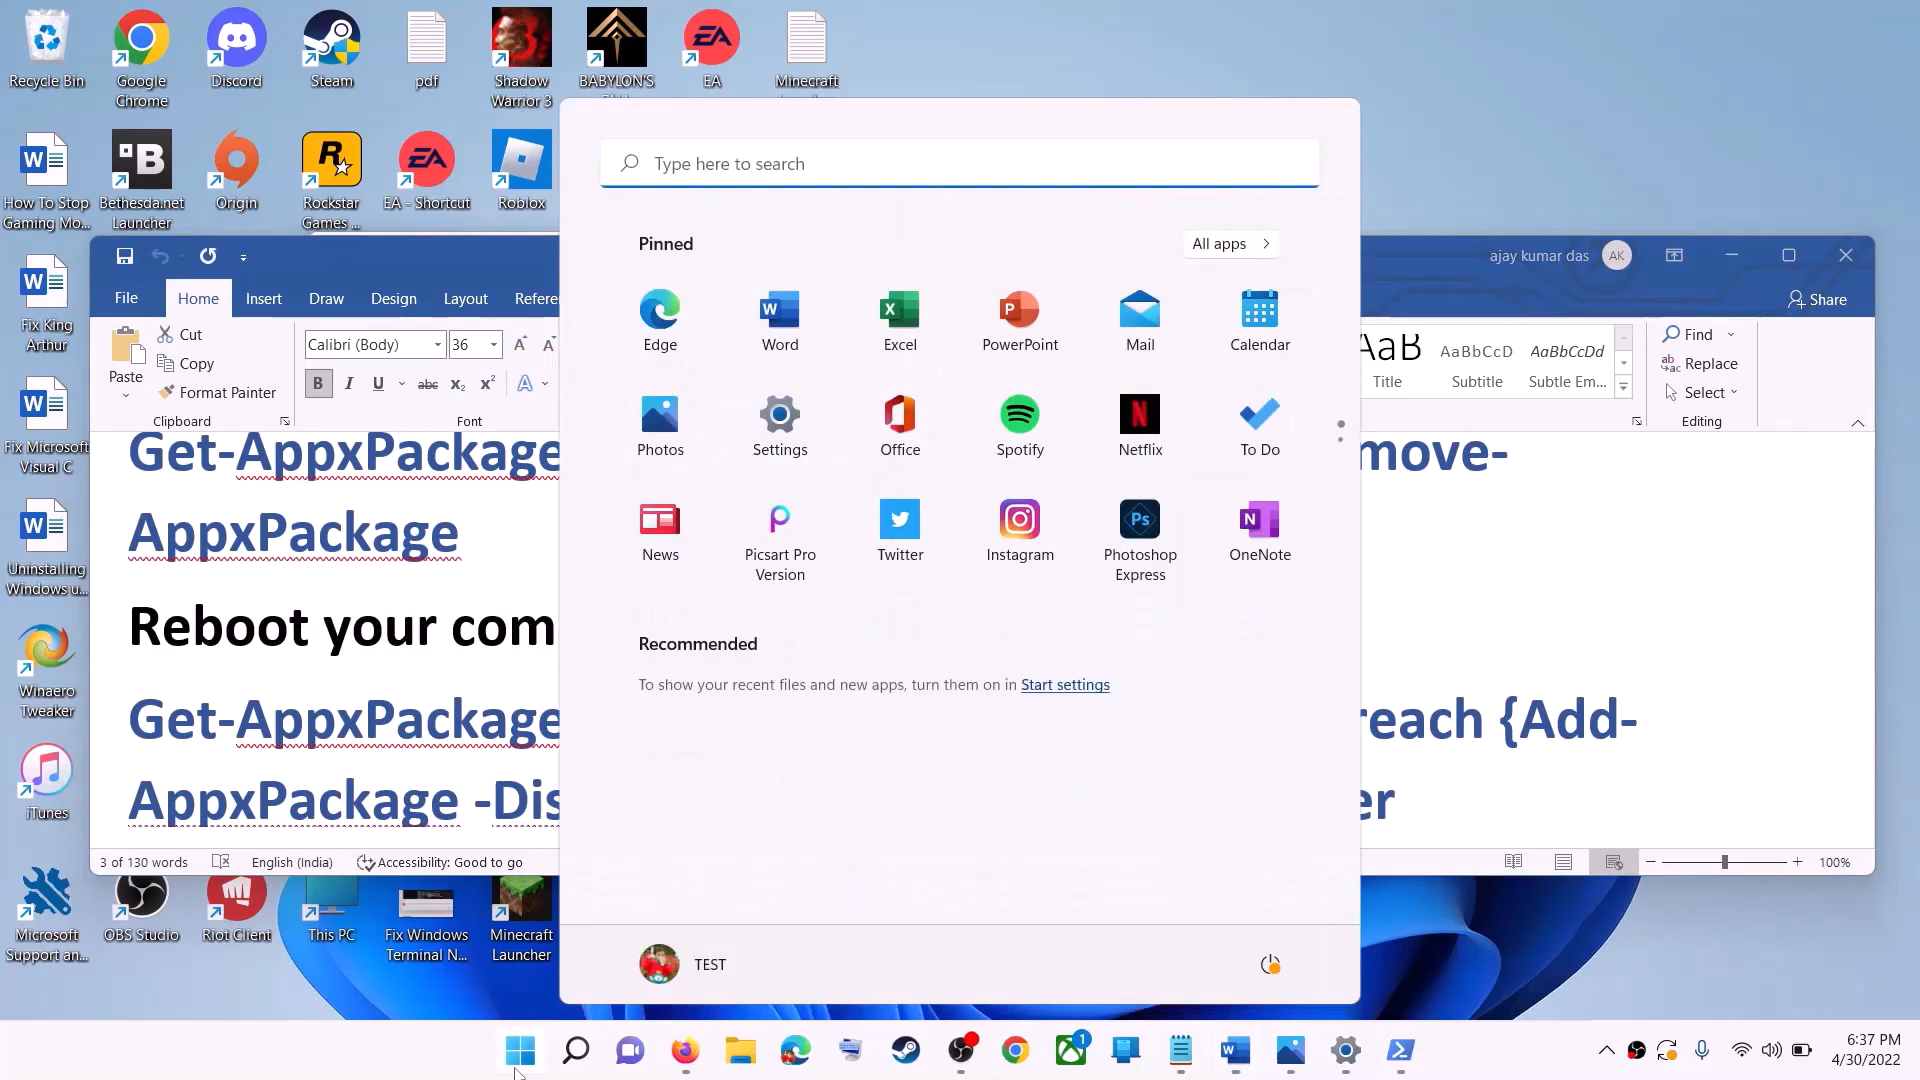 Recycle Bin
Google
Chrome
Discord
Steam
pdf
Shadow
Warrior 3
BABYLON'S
EA
Minecraft
How To Stop
Gaming Mo...
Bethesda.net
Launcher
Origin
Rockstar
Games ...
EA - Shortcut
Roblox
Fix King
Arthur
Fix Microsoft
Visual C
Uninstalling
Windows u...
Winaero
Tweaker
iTunes
Microsoft
Support an...
OBS Studio
Riot Client
This PC
Fix Windows
Terminal N...
Minecraft
Launcher
ajay kumar das
AK
File
Home
Insert
Draw
Design
Layout
Refere
Share
Paste
Cut
Copy
Format Painter
Clipboard
Calibri (Body)
36
Font
AaB
Title
AaBbCcD
Subtitle
AaBbCcDd
Subtle Em...
Find
Replace
Select
Editing
Get-AppxPackage
move-
AppxPackage
Reboot your com
Get-AppxPackage
reach {Add-
AppxPackage -Dis
er
3 of 130 words
English (India)
Accessibility: Good to go
100%
Type here to search
Pinned
All apps
Edge
Word
Excel
PowerPoint
Mail
Calendar
Photos
Settings
Office
Spotify
Netflix
To Do
News
Picsart Pro
Version
Twitter
Instagram
Photoshop
Express
OneNote
Recommended
To show your recent files and new apps, turn them on in Start settings
TEST
1
6:37 PM
4/30/2022